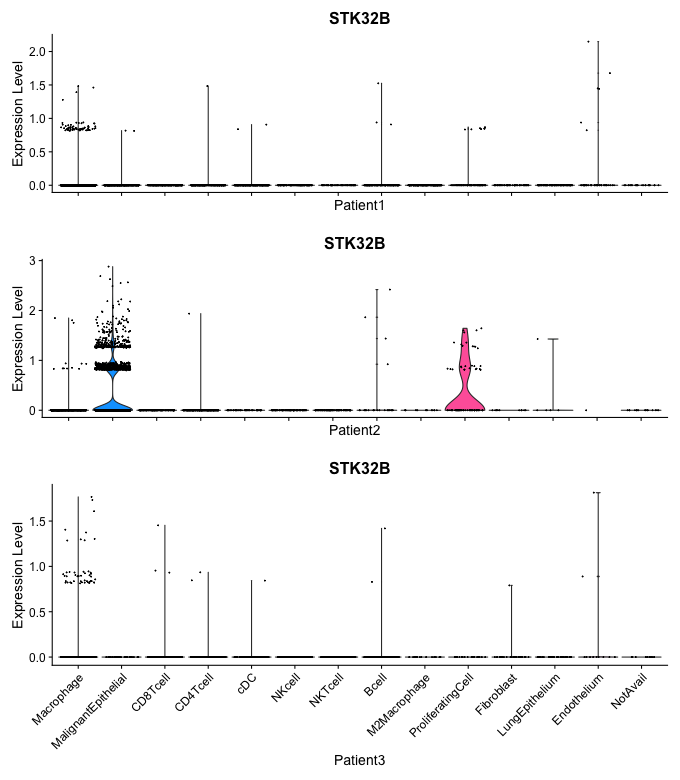 STK32B
Expression Level
2.0
1.5
1.0
0.5
0.0
Patient1
STK32B
Expression Level
3
2
1
0
Patient2
STK32B
Expression Level
1.5
1.0
0.5
0.0
Macrophage
MalignantEpithelial
CD8Tcell
CD4Tcell
cDC
NKcell
NKTcell
Bcell
M2Macrophage
ProliferatingCell
Fibroblast
LungEpithelium
Endothelium
NotAvail
Patient3